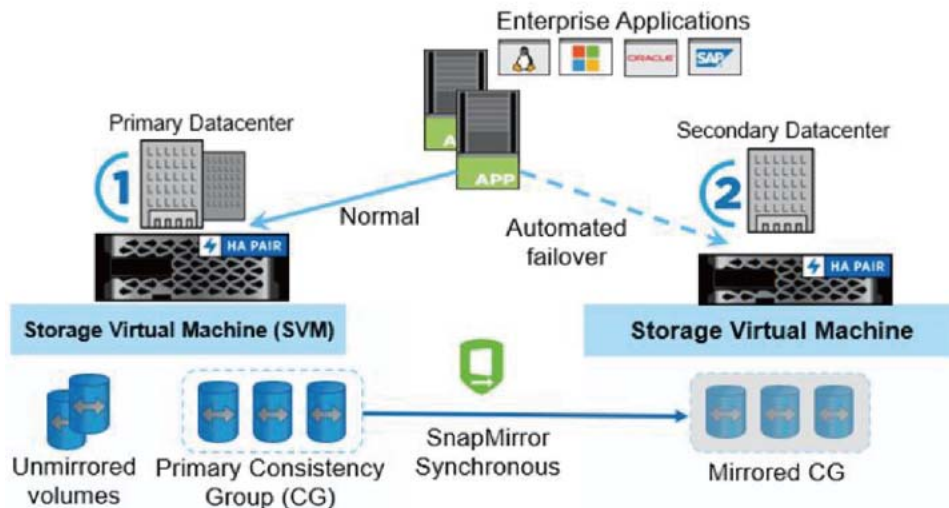 Enterprise Applications
ORACLE
SAP
Primary Datacenter
Secondary Datacenter
A
APP
1
2
Normal
Automated
failover
HA PAIR
HA PAIR
Storage Virtual Machine (SVM)
Storage Virtual Machine
SnapMirror
Synchronous
Unmirrored
volumes
Primary Consistency
Group (CG)
Mirrored CG